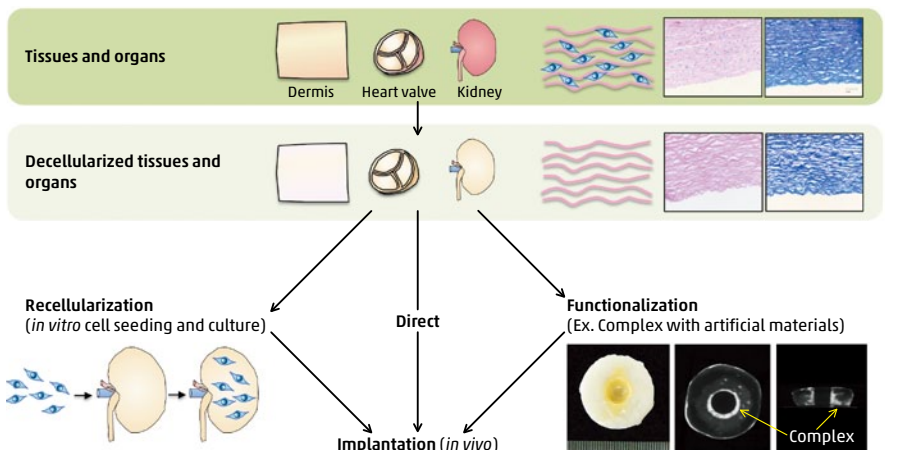 Tissues and organs
Dermis
Heart valve
Kidney
Decellularized tissues and
organs
Recellularization
(in vitro cell seeding and culture)
Direct
Functionalization
(Ex. Complex with artificial materials)
Complex
Implantation (in vivo)